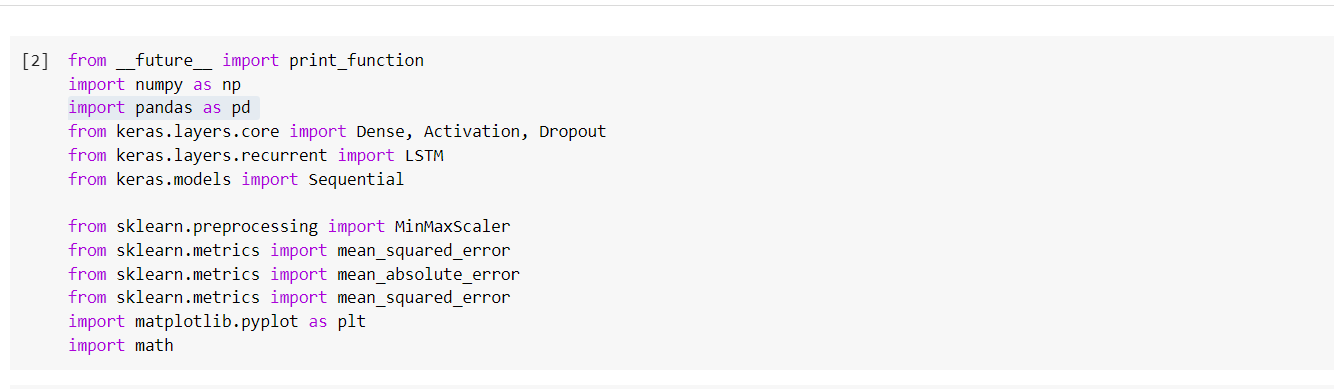 [2] from __future__ import print_function
import numpy as np
import pandas as pd
from keras.layers.core import Dense, Activation, Dropout
from keras.layers.recurrent import LSTM
from keras.models import Sequential
from sklearn.preprocessing import MinMaxScaler
from sklearn.metrics import mean_squared_error
from sklearn.metrics import mean_absolute_error
from sklearn.metrics import mean_squared_error
import matplotlib.pyplot as plt
import math